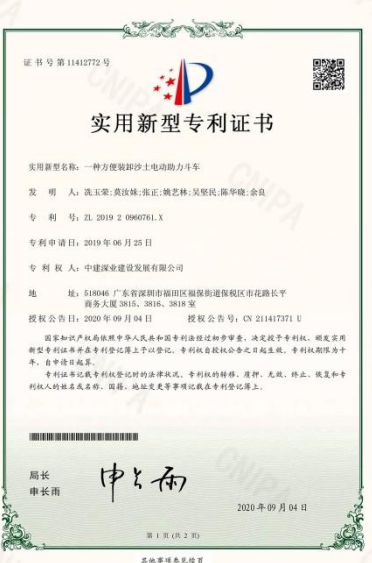 证书号第11412772号
实用新型专利证书
实用新型名称：一种方便装卸沙土电动助力斗车
发 明 人：冼玉荣;莫汝妹;张正;姚艺林;吴坚民;陈华晓;余良
专 利 号：ZL 2019 2 0960761.X
专利申请日：2019年06月25日
专 利 权 人：中建深业建设发展有限公司
地 址：518046 广东省深圳市福田区福保街道保税区市花路长平
商务大厦3815、3816、3818室
授权公告日：2020年09月04日 授权公告号：CN 211417371 U
国家知识产权局依照中华人民共和国专利法经过初步审查，决定授予专利权，颁发实用
新型专利证书并在专利登记簿上予以登记。专利权自授权公告之日起生效。专利权期限为十
年，自申请日起算。
专利证书记载专利权登记时的法律状况。专利权的转移、质押、无效、终止、恢复和专
利权人的姓名或名称、国籍、地址变更等事项记载在专利登记簿上。
局长
申长雨
申长雨
2020年09月04日
第 1 页 (共 2 页)
其他事项参见续页
CNIPA
CNIPA
CNIPA